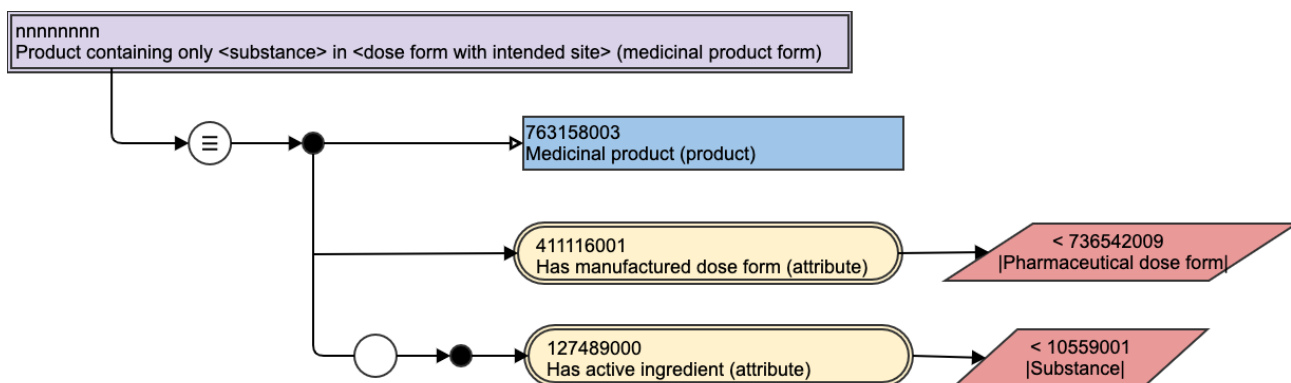 nnnnnnnn
Product containing only <substance> in <dose form with intended site> (medicinal product form)
763158003
Medicinal product (product)
411116001
Has manufactured dose form (attribute)
< 736542009
|Pharmaceutical dose form|
127489000
Has active ingredient (attribute)
< 10559001
|Substance|